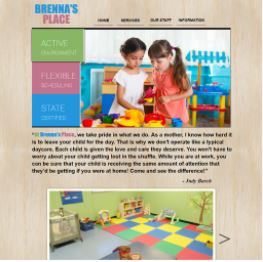 BRENNA'S
PLACE
HOME SERVICES OUR STAFF INFORMATION
ACTIVE
ENVIRONMENT
FLEXIBLE
SCHEDULING
STATE
CERTIFIED
"At Brenna's Place, we take pride in what we do. As a mother, I know how hard it
is to leave your child for the day. That is why we don't operate like a typical
daycare. Each child is given the love and care they deserve. You won't have to
worry about your child getting lost in the shuffle. While you are at work, you
can be sure that your child is receiving the same amount of attention that
they'd be getting if you were at home! Come and see the difference!"
- Judy Burch
>